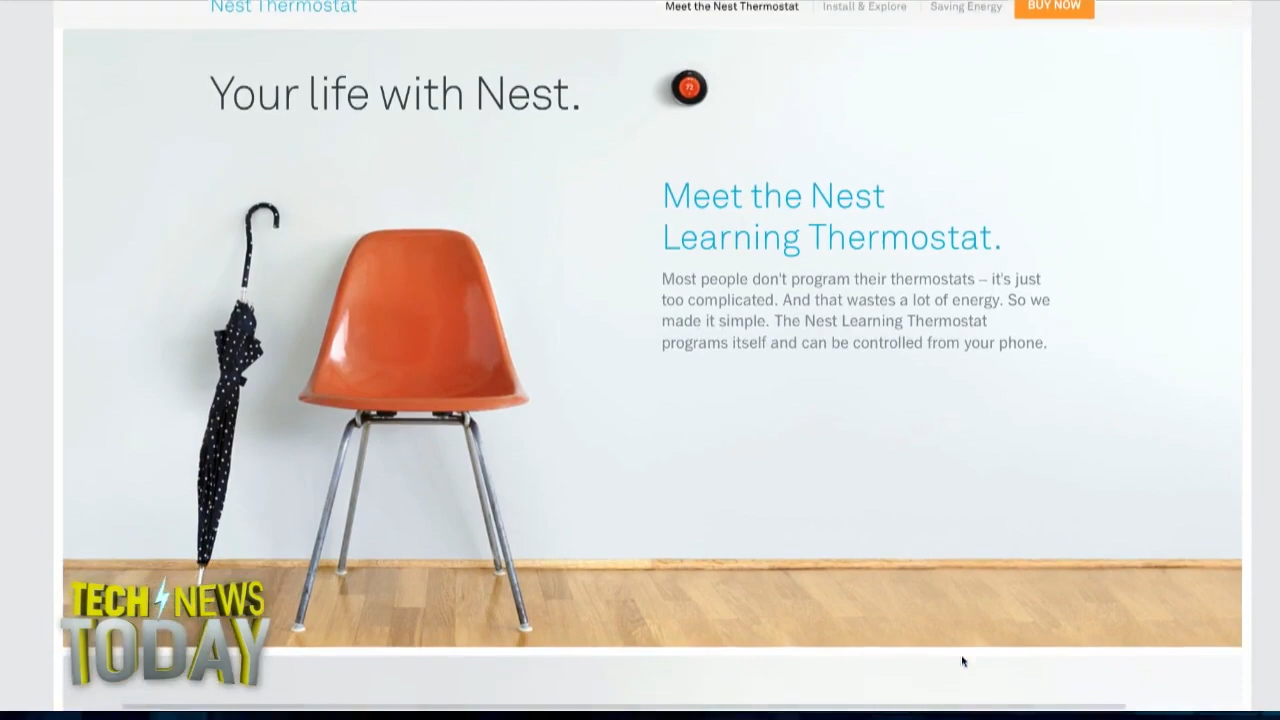 Nest Thermostat
Meet the Nest Thermostat
Install & Explore
Saving Energy
BUY NOW
Your life with Nest.
72
Meet the Nest
Learning Thermostat.
Most people don't program their thermostats – it's just
too complicated. And that wastes a lot of energy. So we
made it simple. The Nest Learning Thermostat
programs itself and can be controlled from your phone.
TECH NEWS
TODAY